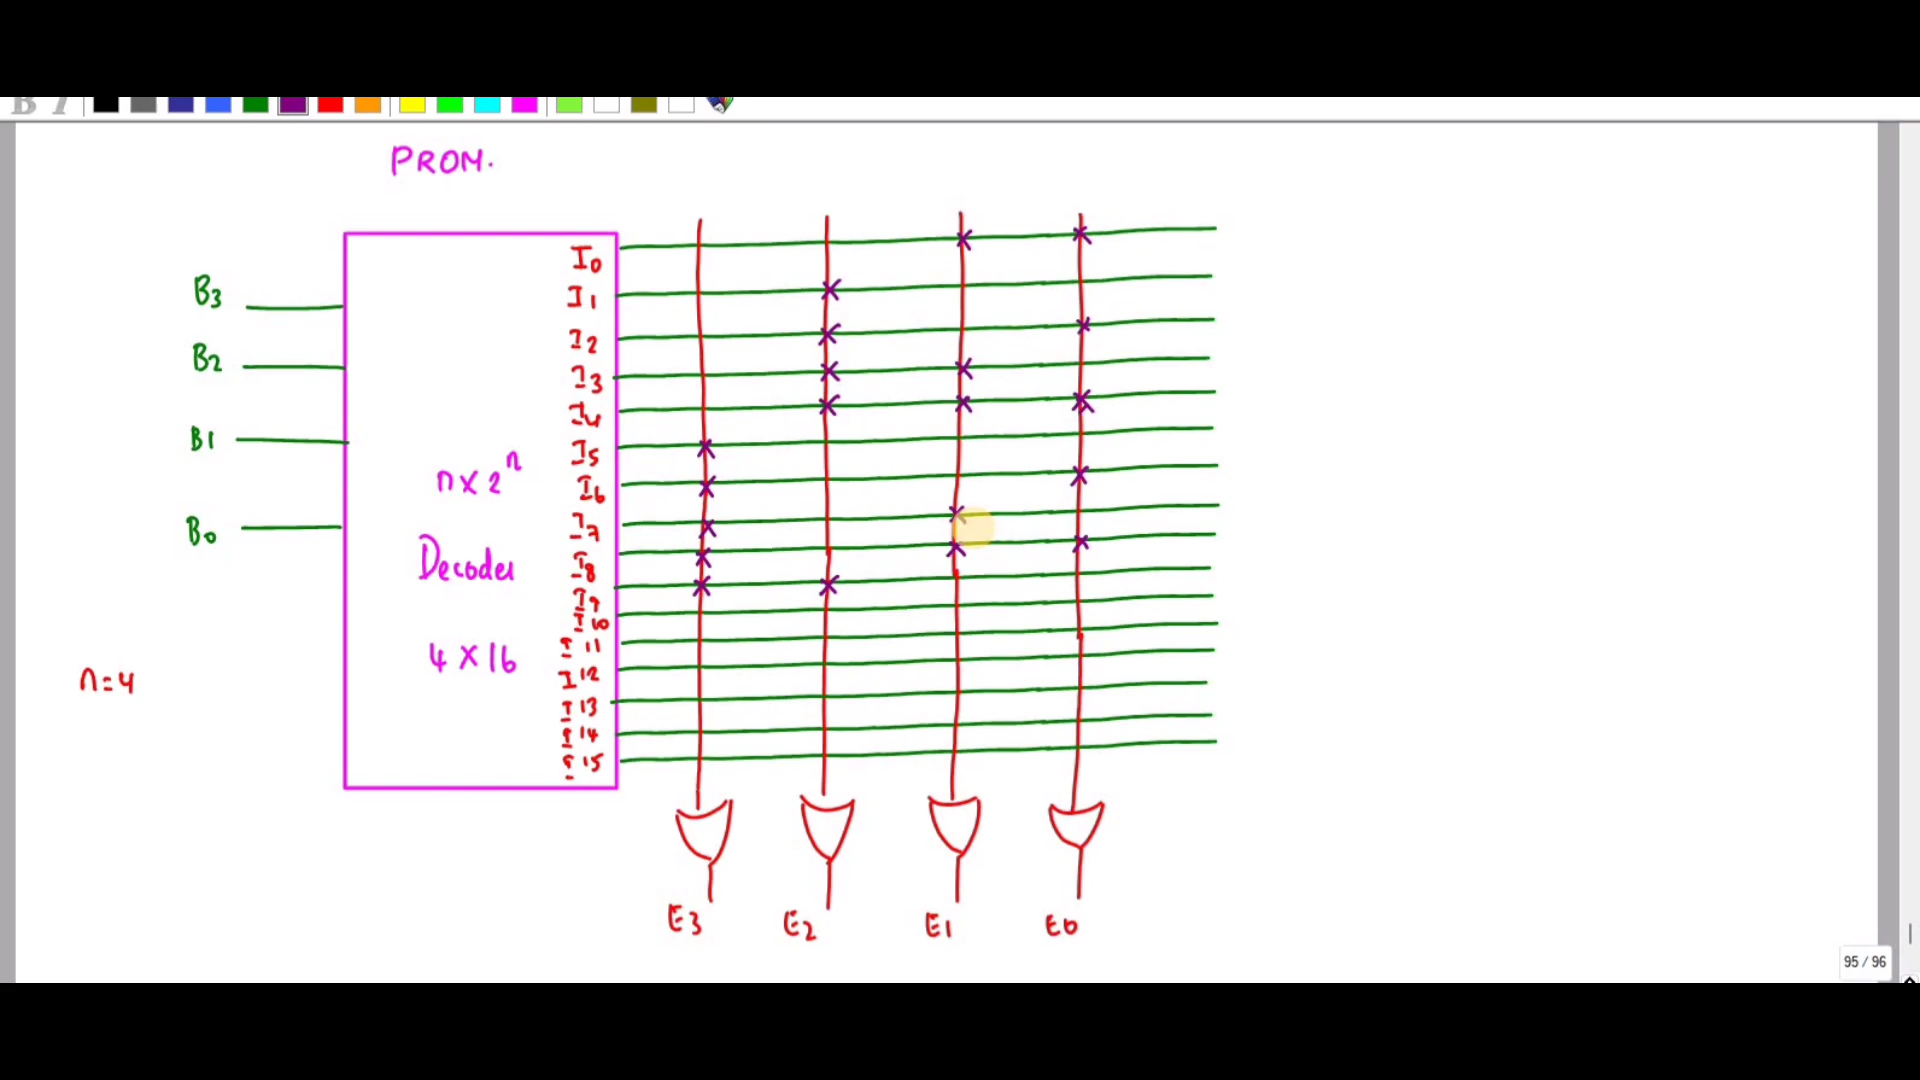 B I
PROM.
B3
B2
B1
B0
n=4
n×2ⁿ
Decoder
4×16
I0
I1
I2
I3
I4
I5
I6
I7
I8
I9
I10
I11
I12
I13
I14
I15
E3
E2
E1
E0
95 / 96